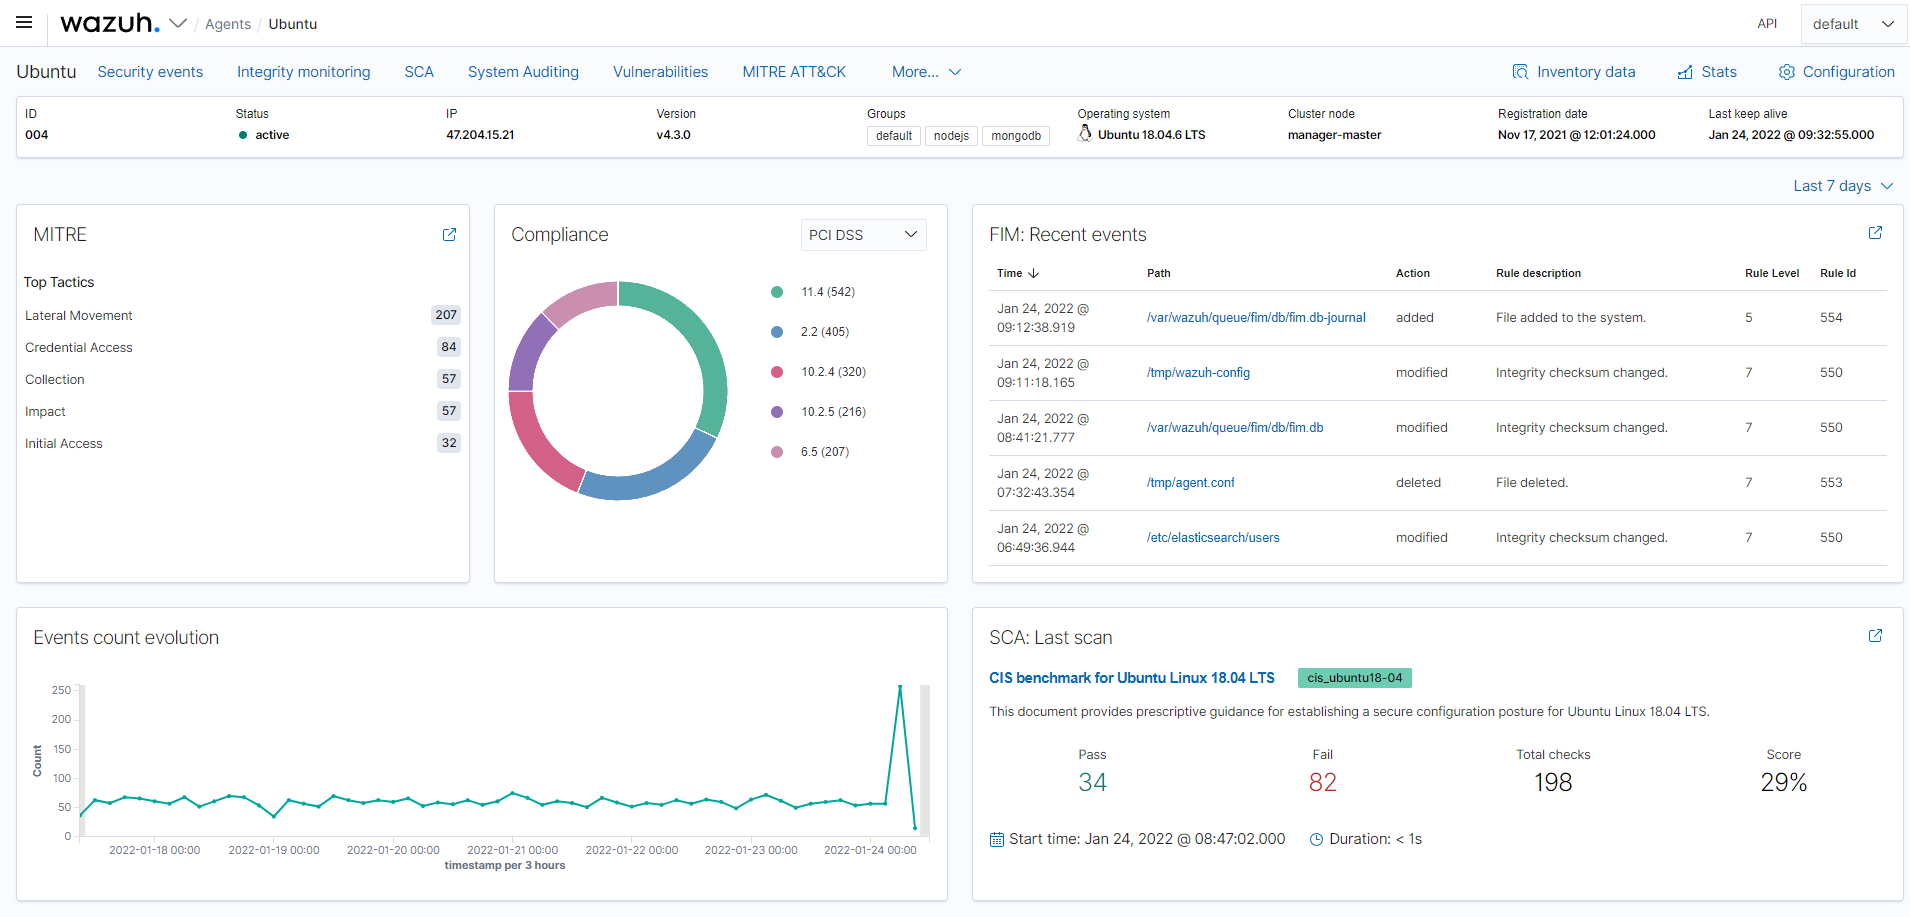 wazuh. / Agents / Ubuntu API default
Ubuntu Security events Integrity monitoring SCA System Auditing Vulnerabilities MITRE ATT&CK More... Inventory data Stats Configuration
ID Status IP Version Groups Operating system Cluster node Registration date Last keep alive
004 active 47.204.15.21 v4.3.0 default nodejs mongodb Ubuntu 18.04.6 LTS manager-master Nov 17, 2021 @ 12:01:24.000 Jan 24, 2022 @ 09:32:55.000
Last 7 days
MITRE
Top Tactics
Lateral Movement 207
Credential Access 84
Collection 57
Impact 57
Initial Access 32
Compliance PCI DSS
11.4 (542)
2.2 (405)
10.2.4 (320)
10.2.5 (216)
6.5 (207)
FIM: Recent events
Time Path Action Rule description Rule Level Rule Id
Jan 24, 2022 @
09:12:38.919 /var/wazuh/queue/fim/db/fim.db-journal added File added to the system. 5 554
Jan 24, 2022 @
09:11:18.165 /tmp/wazuh-config modified Integrity checksum changed. 7 550
Jan 24, 2022 @
08:41:21.777 /var/wazuh/queue/fim/db/fim.db modified Integrity checksum changed. 7 550
Jan 24, 2022 @
07:32:43.354 /tmp/agent.conf deleted File deleted. 7 553
Jan 24, 2022 @
06:49:36.944 /etc/elasticsearch/users modified Integrity checksum changed. 7 550
Events count evolution
Count
250
200
150
100
50
0
2022-01-18 00:00 2022-01-19 00:00 2022-01-20 00:00 2022-01-21 00:00 2022-01-22 00:00 2022-01-23 00:00 2022-01-24 00:00
timestamp per 3 hours
SCA: Last scan
CIS benchmark for Ubuntu Linux 18.04 LTS cis_ubuntu18-04
This document provides prescriptive guidance for establishing a secure configuration posture for Ubuntu Linux 18.04 LTS.
Pass Fail Total checks Score
34 82 198 29%
Start time: Jan 24, 2022 @ 08:47:02.000 Duration: < 1s